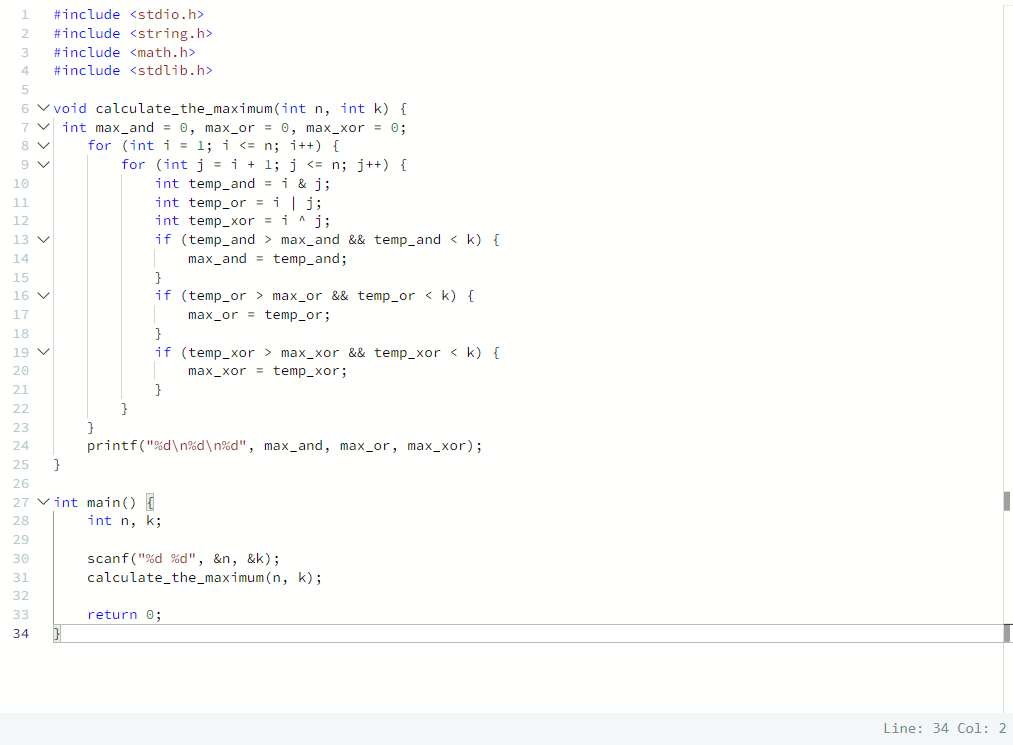 1 #include <stdio.h>
2 #include <string.h>
3 #include <math.h>
4 #include <stdlib.h>
5
6 void calculate_the_maximum(int n, int k) {
7  int max_and = 0, max_or = 0, max_xor = 0;
8     for (int i = 1; i <= n; i++) {
9         for (int j = i + 1; j <= n; j++) {
10             int temp_and = i & j;
11             int temp_or = i | j;
12             int temp_xor = i ^ j;
13             if (temp_and > max_and && temp_and < k) {
14                 max_and = temp_and;
15             }
16             if (temp_or > max_or && temp_or < k) {
17                 max_or = temp_or;
18             }
19             if (temp_xor > max_xor && temp_xor < k) {
20                 max_xor = temp_xor;
21             }
22         }
23     }
24     printf("%d\n%d\n%d", max_and, max_or, max_xor);
25 }
26
27 int main() {
28     int n, k;
29
30     scanf("%d %d", &n, &k);
31     calculate_the_maximum(n, k);
32
33     return 0;
34 }
Line: 34 Col: 2